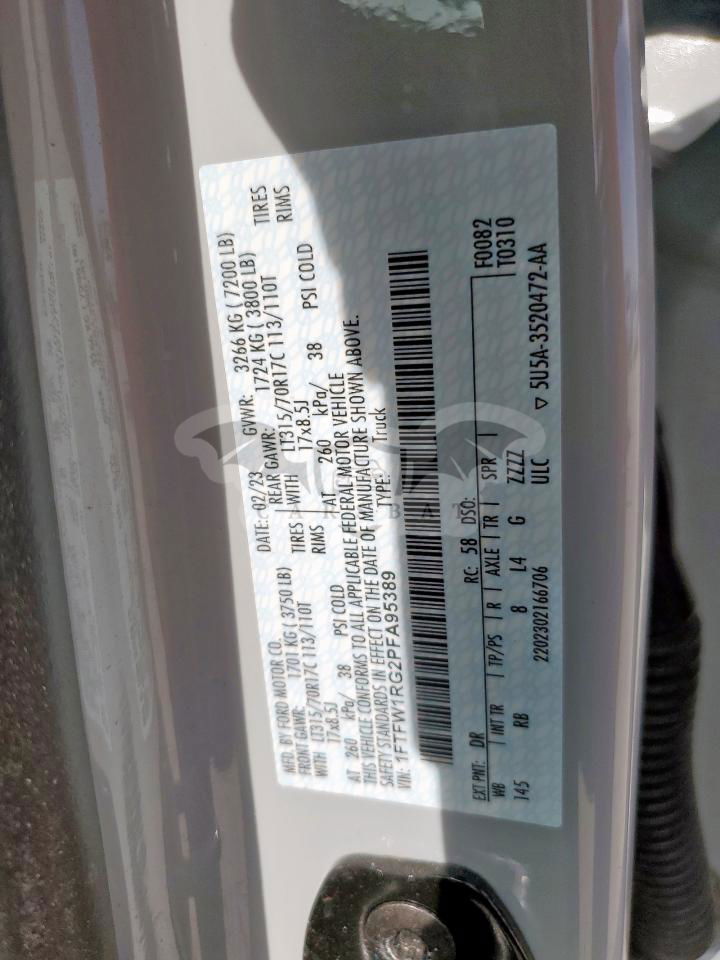 MFD. BY FORD MOTOR CO.
DATE: 02/23 GVWR: 3266 KG ( 7200 LB)
FRONT GAWR: 1701 KG ( 3750 LB) REAR GAWR: 1724 KG ( 3800 LB)
WITH LT315/70R17C 113/110T TIRES WITH LT315/70R17C 113/110T TIRES
17x8.5J RIMS 17x8.5J RIMS
AT 260 kPa/ 38 PSI COLD AT 260 kPa/ 38 PSI COLD
THIS VEHICLE CONFORMS TO ALL APPLICABLE FEDERAL MOTOR VEHICLE
SAFETY STANDARDS IN EFFECT ON THE DATE OF MANUFACTURE SHOWN ABOVE.
VIN: 1FTFW1RG2PFA95389 TYPE: Truck
EXT PNT: DR RC: 58 DSO: F0082
WB INT TR TP/PS R AXLE TR SPR T0310
145 RB 8 L4 G ZZZZ
2202302166706 ULC ▽ 5U5A-3520472-AA
CAR BAT